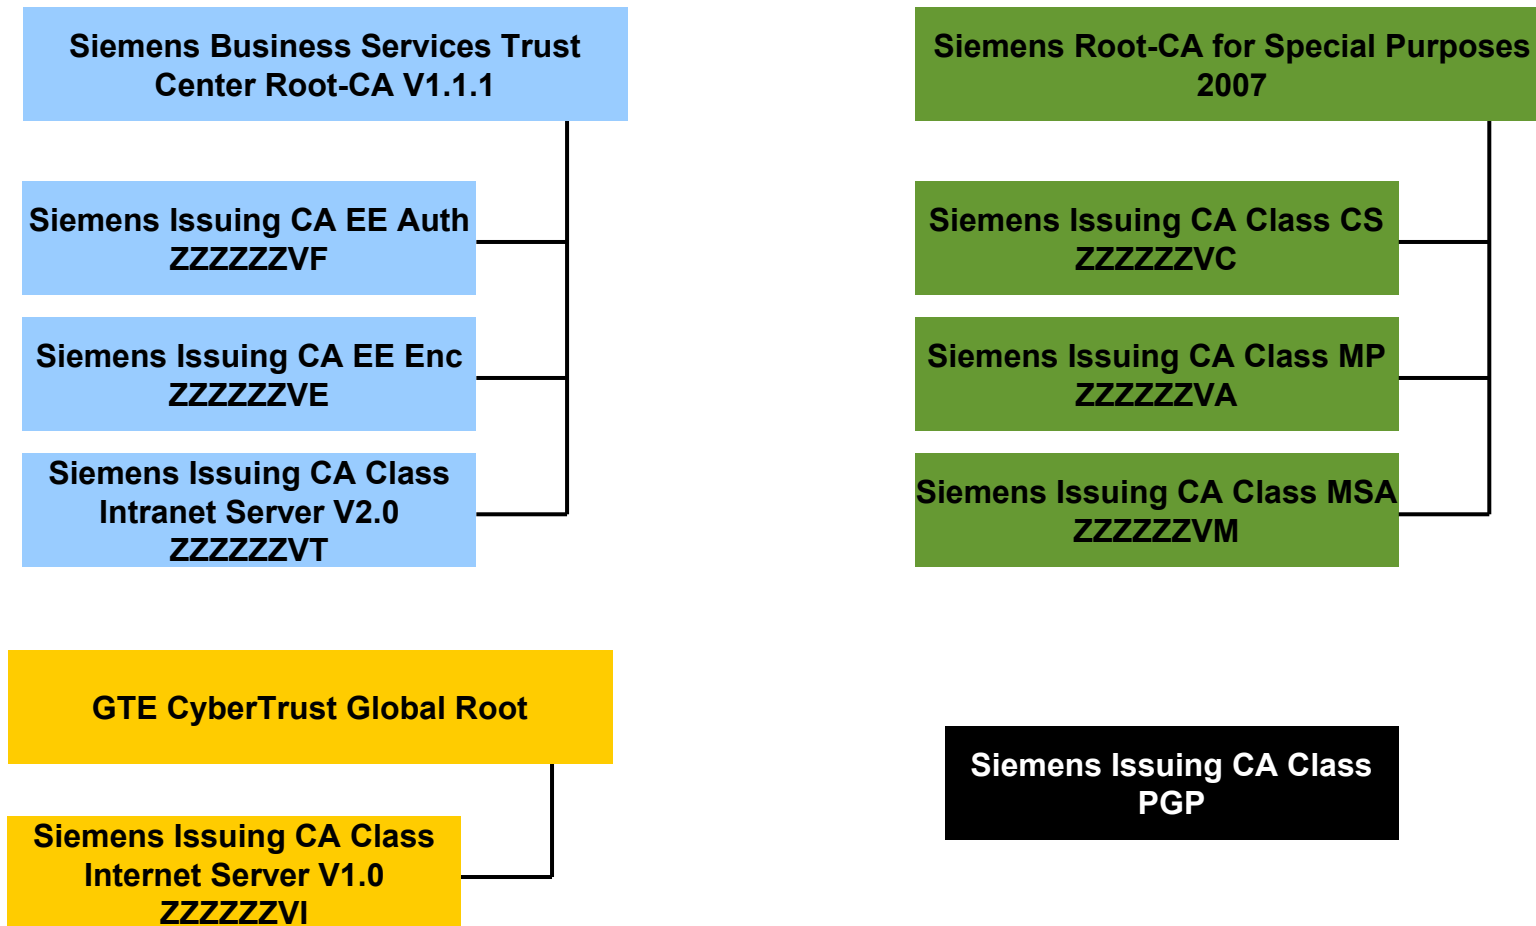 Siemens Business Services Trust
Center Root-CA V1.1.1
Siemens Issuing CA EE Auth
ZZZZZZVF
Siemens Issuing CA EE Enc
ZZZZZZVE
Siemens Issuing CA Class
Intranet Server V2.0
ZZZZZZVT
Siemens Root-CA for Special Purposes
2007
Siemens Issuing CA Class CS
ZZZZZZVC
Siemens Issuing CA Class MP
ZZZZZZVA
Siemens Issuing CA Class MSA
ZZZZZZVM
GTE CyberTrust Global Root
Siemens Issuing CA Class
Internet Server V1.0
ZZZZZZVI
Siemens Issuing CA Class
PGP